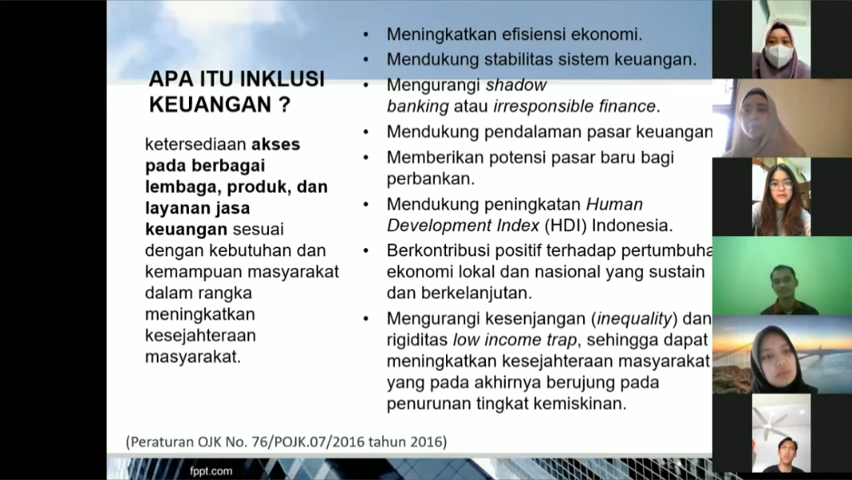 APA ITU INKLUSI
KEUANGAN ?
ketersediaan akses
pada berbagai
lembaga, produk, dan
layanan jasa
keuangan sesuai
dengan kebutuhan dan
kemampuan masyarakat
dalam rangka
meningkatkan
kesejahteraan
masyarakat.
• Meningkatkan efisiensi ekonomi.
• Mendukung stabilitas sistem keuangan.
• Mengurangi shadow
banking atau irresponsible finance.
• Mendukung pendalaman pasar keuangan
• Memberikan potensi pasar baru bagi
perbankan.
• Mendukung peningkatan Human
Development Index (HDI) Indonesia.
• Berkontribusi positif terhadap pertumbuha
ekonomi lokal dan nasional yang sustain
dan berkelanjutan.
• Mengurangi kesenjangan (inequality) dan
rigiditas low income trap, sehingga dapat
meningkatkan kesejahteraan masyarakat
yang pada akhirnya berujung pada
penurunan tingkat kemiskinan.
(Peraturan OJK No. 76/POJK.07/2016 tahun 2016)
fppt.com